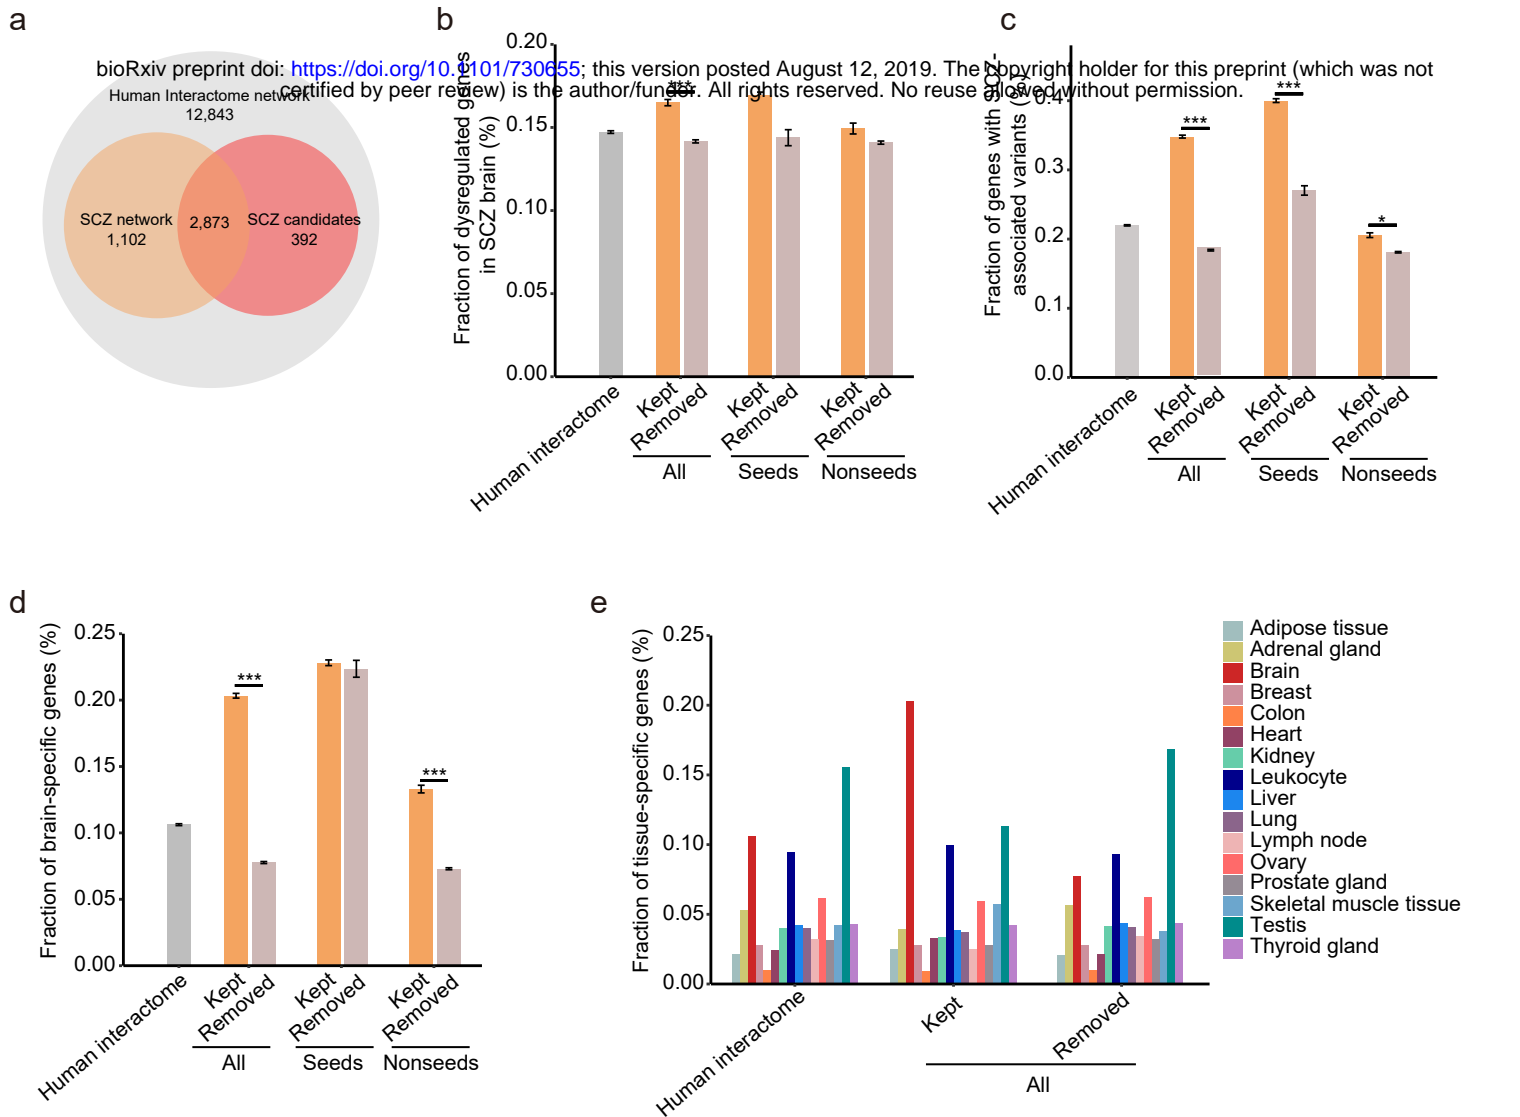 a
b
c
bioRxiv preprint doi: https://doi.org/10.1101/730655; this version posted August 12, 2019. The copyright holder for this preprint (which was not
certified by peer review) is the author/funder. All rights reserved. No reuse allowed without permission.
Human Interactome network
12,843
SCZ network
1,102
2,873
SCZ candidates
392
Fraction of dysregulated genes
in SCZ brain (%)
0.20
0.15
0.10
0.05
0.00
***
Human interactome
Kept
Removed
Kept
Removed
Kept
Removed
All
Seeds
Nonseeds
Fraction of genes with SCZ-
associated variants (%)
0.4
0.3
0.2
0.1
0.0
***
***
*
Human interactome
Kept
Removed
Kept
Removed
Kept
Removed
All
Seeds
Nonseeds
d
Fraction of brain-specific genes (%)
0.25
0.20
0.15
0.10
0.05
0.00
***
***
Human interactome
Kept
Removed
Kept
Removed
Kept
Removed
All
Seeds
Nonseeds
e
Fraction of tissue-specific genes (%)
0.25
0.20
0.15
0.10
0.05
0.00
Human interactome
Kept
Removed
All
Adipose tissue
Adrenal gland
Brain
Breast
Colon
Heart
Kidney
Leukocyte
Liver
Lung
Lymph node
Ovary
Prostate gland
Skeletal muscle tissue
Testis
Thyroid gland